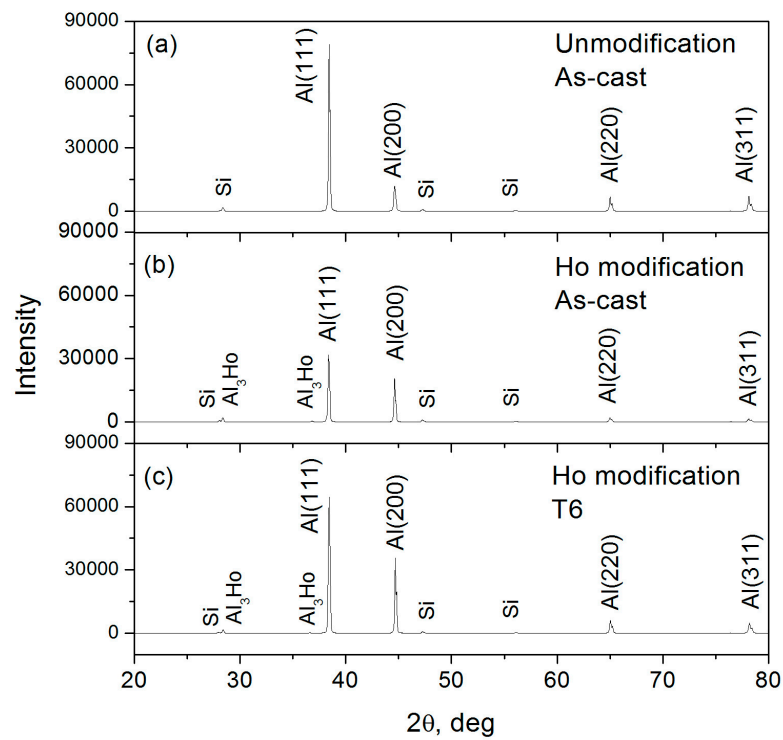 90000
60000
30000
0
(a)
Unmodification
As-cast
Si
Al(111)
Al(200)
Si
Si
Al(220)
Al(311)
90000
60000
30000
0
(b)
Ho modification
As-cast
Si
Al₃Ho
Al₃Ho
Al(111)
Al(200)
Si
Si
Al(220)
Al(311)
90000
60000
30000
0
(c)
Ho modification
T6
Si
Al₃Ho
Al₃Ho
Al(111)
Al(200)
Si
Si
Al(220)
Al(311)
Intensity
20 30 40 50 60 70 80
2θ, deg